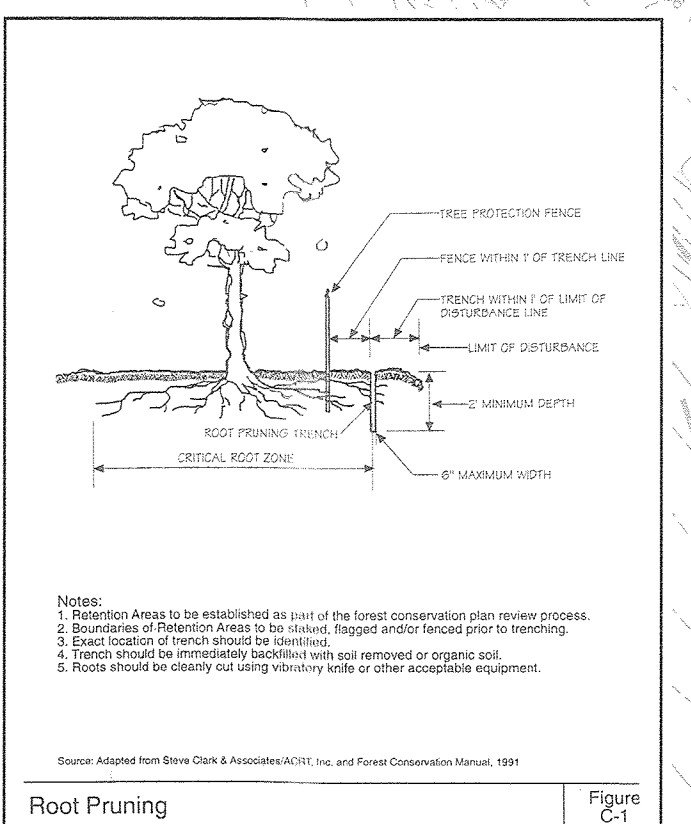 TREE PROTECTION FENCE
FENCE WITHIN 1' OF TRENCH LINE
TRENCH WITHIN 1' OF LIMIT OF
DISTURBANCE LINE
LIMIT OF DISTURBANCE
2' MINIMUM DEPTH
ROOT PRUNING TRENCH
CRITICAL ROOT ZONE
6" MAXIMUM WIDTH
Notes:
1. Retention Areas to be established as part of the forest conservation plan review process.
2. Boundaries of Retention Areas to be staked, flagged and/or fenced prior to trenching.
3. Exact location of trench should be identified.
4. Trench should be immediately backfilled with soil removed or organic soil.
5. Roots should be cleanly cut using vibratory knife or other acceptable equipment.
Source: Adapted from Steve Clark & Associates/ACRT, Inc. and Forest Conservation Manual, 1991
Root Pruning
Figure
C-1